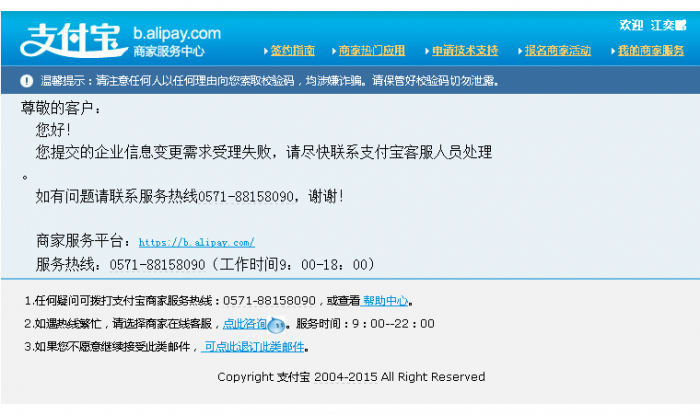 支付宝 b.alipay.com
商家服务中心
欢迎 江奕
签约指南 商家热门应用 申请技术支持 报名商家活动 我的商家服务
温馨提示：请注意任何人以任何理由向您索取校验码，均涉嫌诈骗。请保管好校验码切勿泄露。
尊敬的客户：
您好！
您提交的企业信息变更需求受理失败，请尽快联系支付宝客服人员处理
。
如有问题请联系服务热线0571-88158090，谢谢！
商家服务平台：https://b.alipay.com/
服务热线：0571-88158090（工作时间9：00-18：00）
1.任何疑问可拨打支付宝商家服务热线：0571-88158090，或查看 帮助中心。
2.如遇热线繁忙，请选择商家在线客服，点此咨询。服务时间：9：00--22：00
3.如果您不愿意继续接受此类邮件，可点此退订此类邮件。
Copyright 支付宝 2004-2015 All Right Reserved